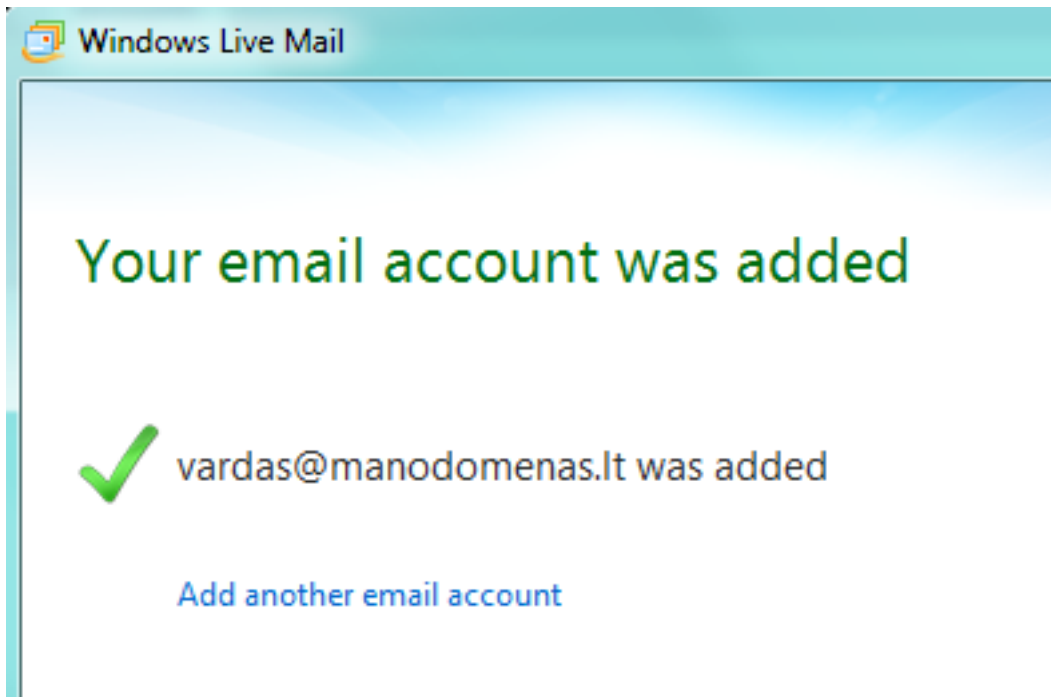 Windows Live Mail
Your email account was added
vardas@manodomenas.lt was added
Add another email account